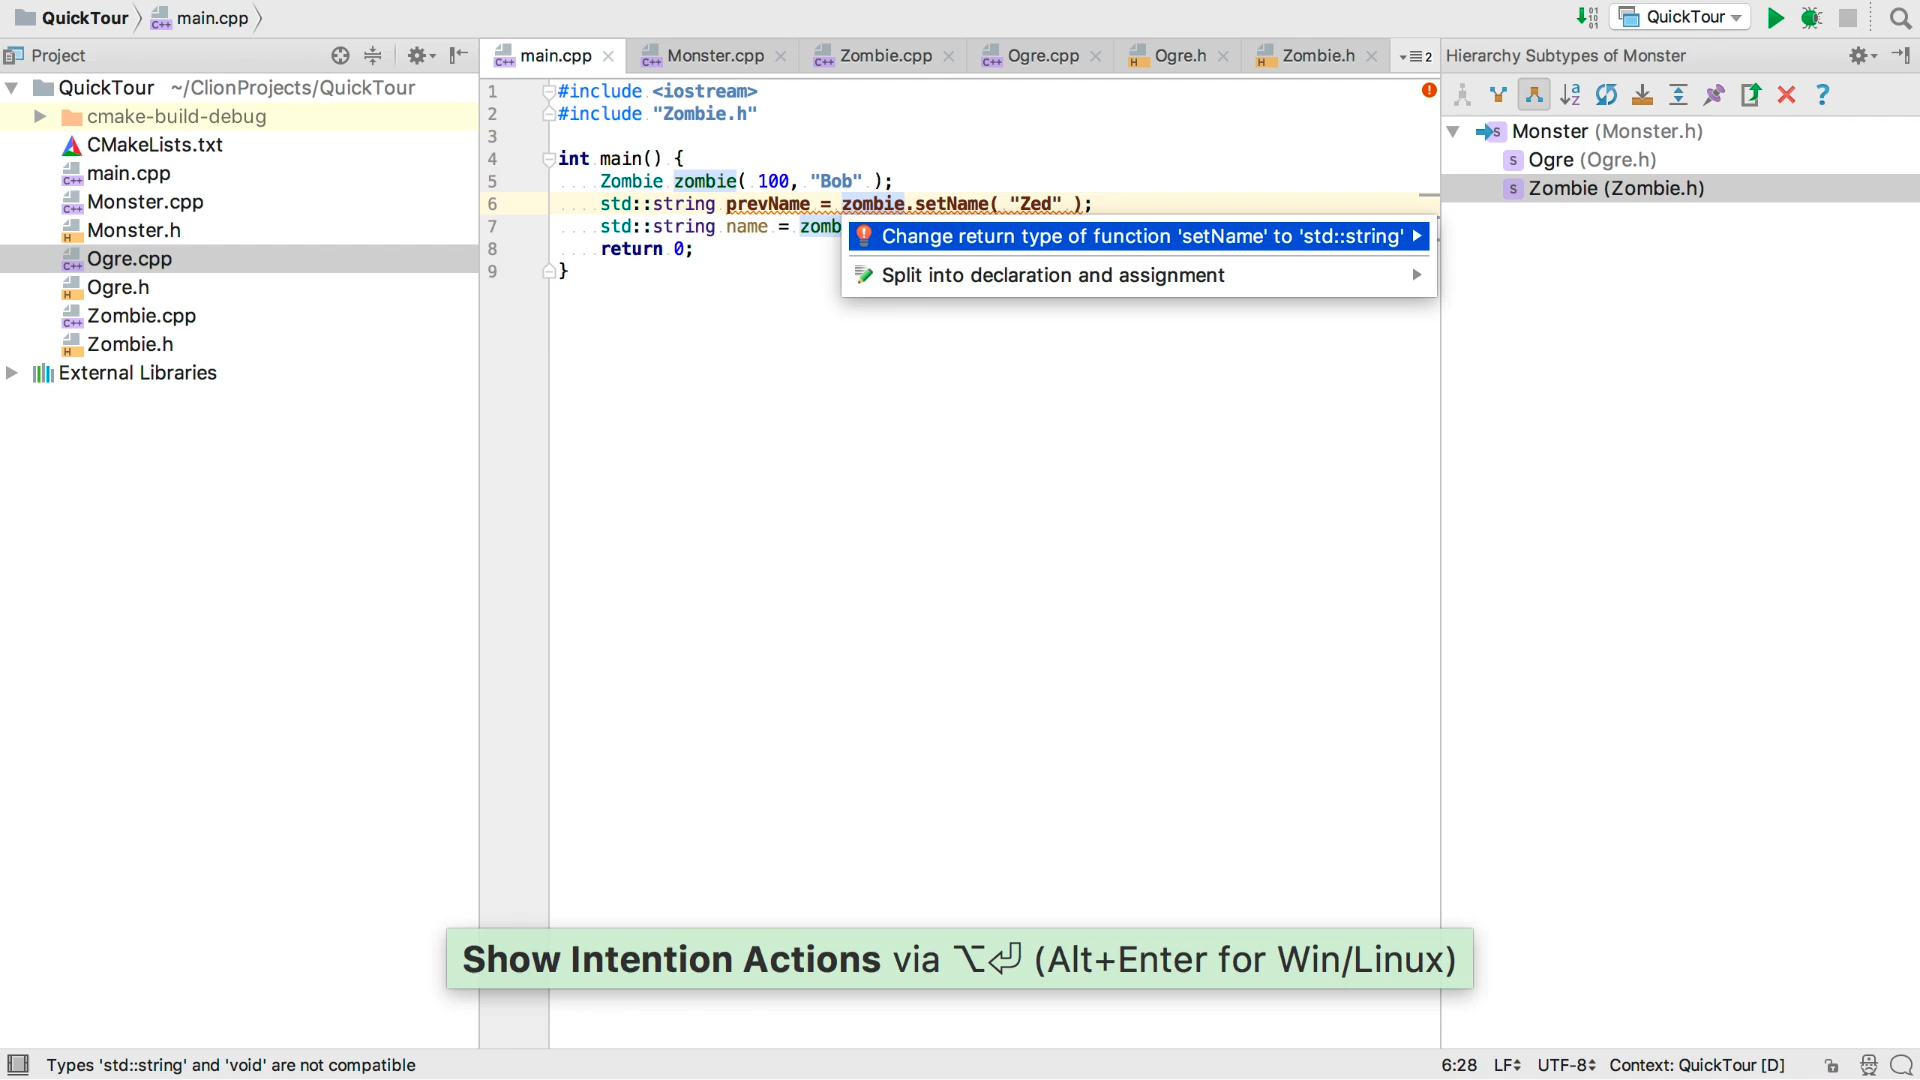 QuickTour main.cpp
QuickTour
Project
main.cpp Monster.cpp Zombie.cpp Ogre.cpp Ogre.h Zombie.h 2
Hierarchy Subtypes of Monster
QuickTour ~/ClionProjects/QuickTour
cmake-build-debug
CMakeLists.txt
main.cpp
Monster.cpp
Monster.h
Ogre.cpp
Ogre.h
Zombie.cpp
Zombie.h
External Libraries
1 #include <iostream>
2 #include "Zombie.h"
3
4 int main() {
5 Zombie zombie( 100, "Bob" );
6 std::string prevName = zombie.setName( "Zed" );
7 std::string name = zomb
8 return 0;
9 }
Change return type of function 'setName' to 'std::string'
Split into declaration and assignment
Monster (Monster.h)
Ogre (Ogre.h)
Zombie (Zombie.h)
Show Intention Actions via ⌥⏎ (Alt+Enter for Win/Linux)
Types 'std::string' and 'void' are not compatible
6:28 LF UTF-8 Context: QuickTour [D]